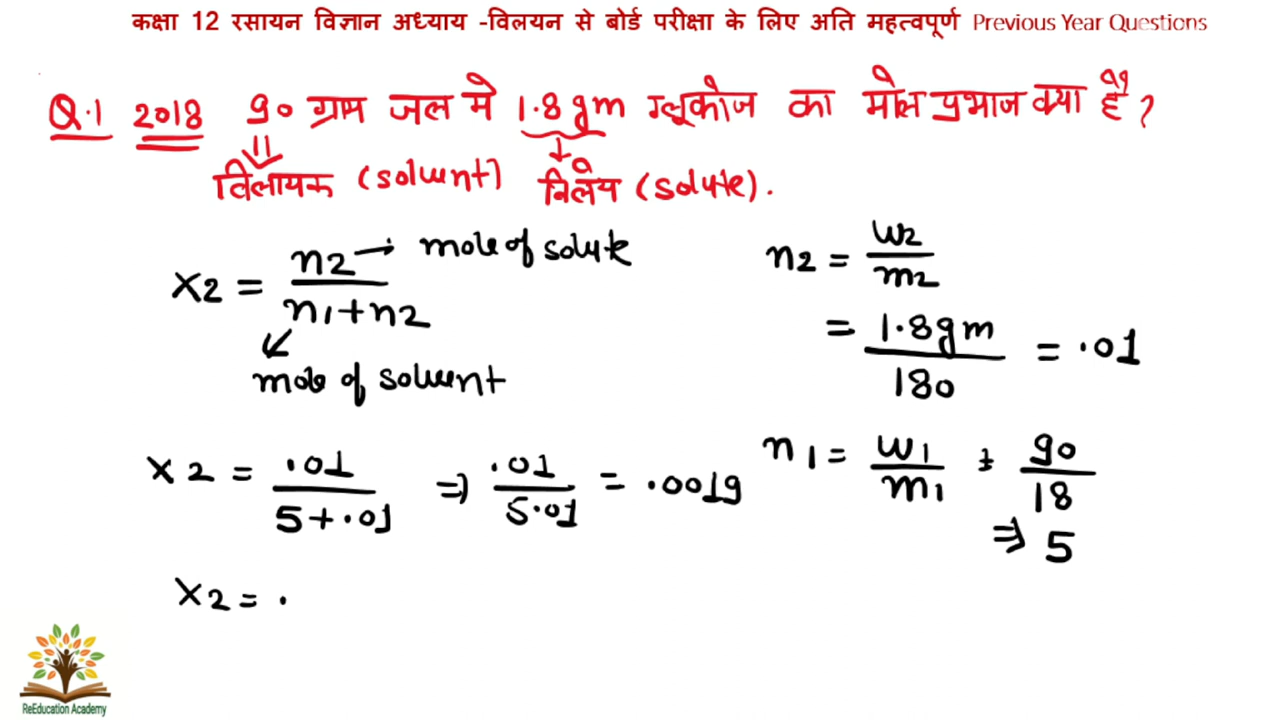 कक्षा 12 रसायन विज्ञान अध्याय -विलयन से बोर्ड परीक्षा के लिए अति महत्वपूर्ण Previous Year Questions
Q.1 2018 90 ग्राम जल मे 1.8 gm ग्लूकोज का मोल प्रभाज क्या है ?
विलायक (solvent) विलेय (solute).
X2 = n2 / n1+n2 → mole of solute
mole of solvent
n2 = w2 / m2
= 1.8gm / 180 = .01
n1 = w1 / m1 = 90 / 18
⇒ 5
X2 = .01 / 5+.01 ⇒ .01 / 5.01 = .0019
X2 = .
ReEducation Academy